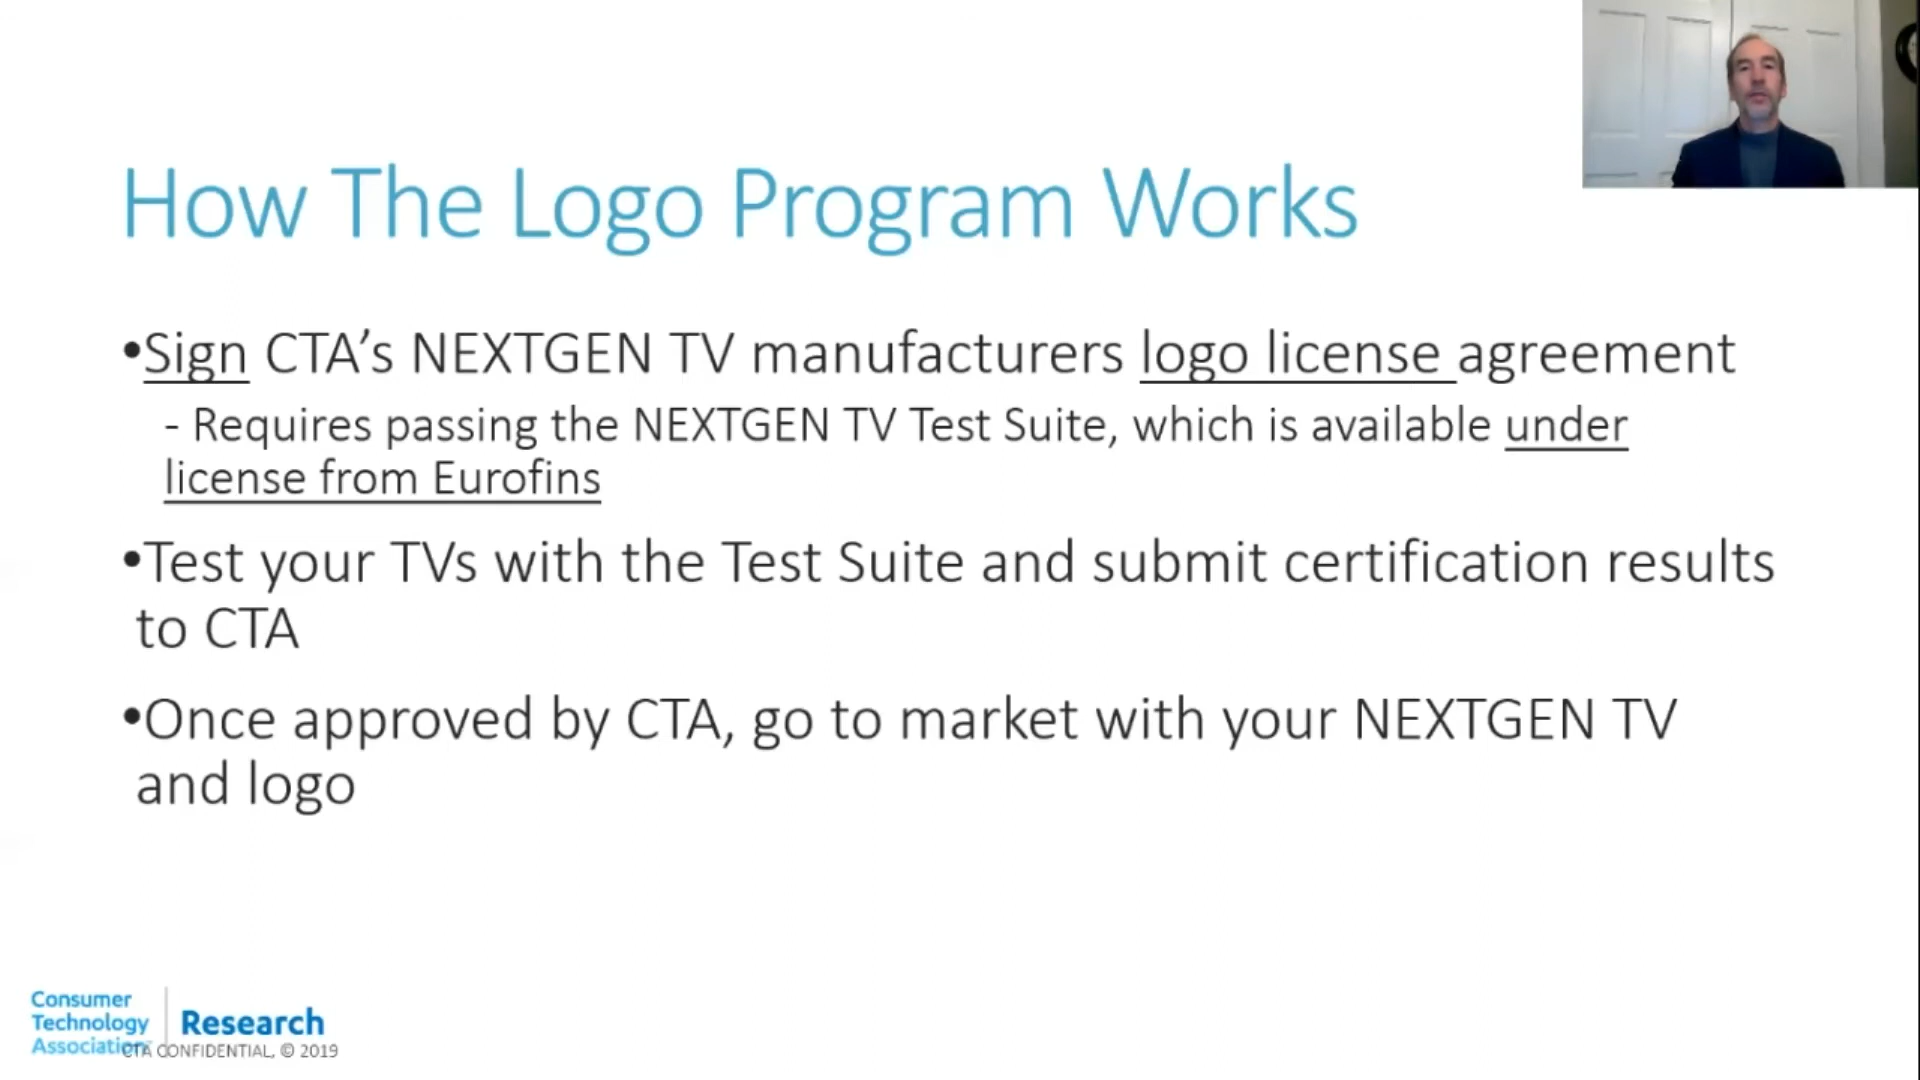 How The Logo Program Works
•Sign CTA’s NEXTGEN TV manufacturers logo license agreement
- Requires passing the NEXTGEN TV Test Suite, which is available under
license from Eurofins
•Test your TVs with the Test Suite and submit certification results
to CTA
•Once approved by CTA, go to market with your NEXTGEN TV
and logo
Consumer
Technology
Association
Research
CTA CONFIDENTIAL, © 2019